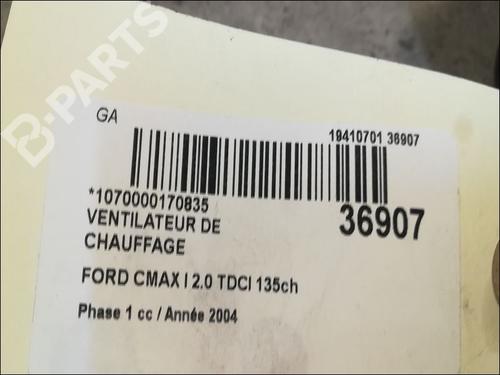 B-PARTS
GA
19410701 36907
*1070000170835
36907
VENTILATEUR DE
CHAUFFAGE
FORD CMAX I 2.0 TDCI 135ch
Phase 1 cc / Année 2004